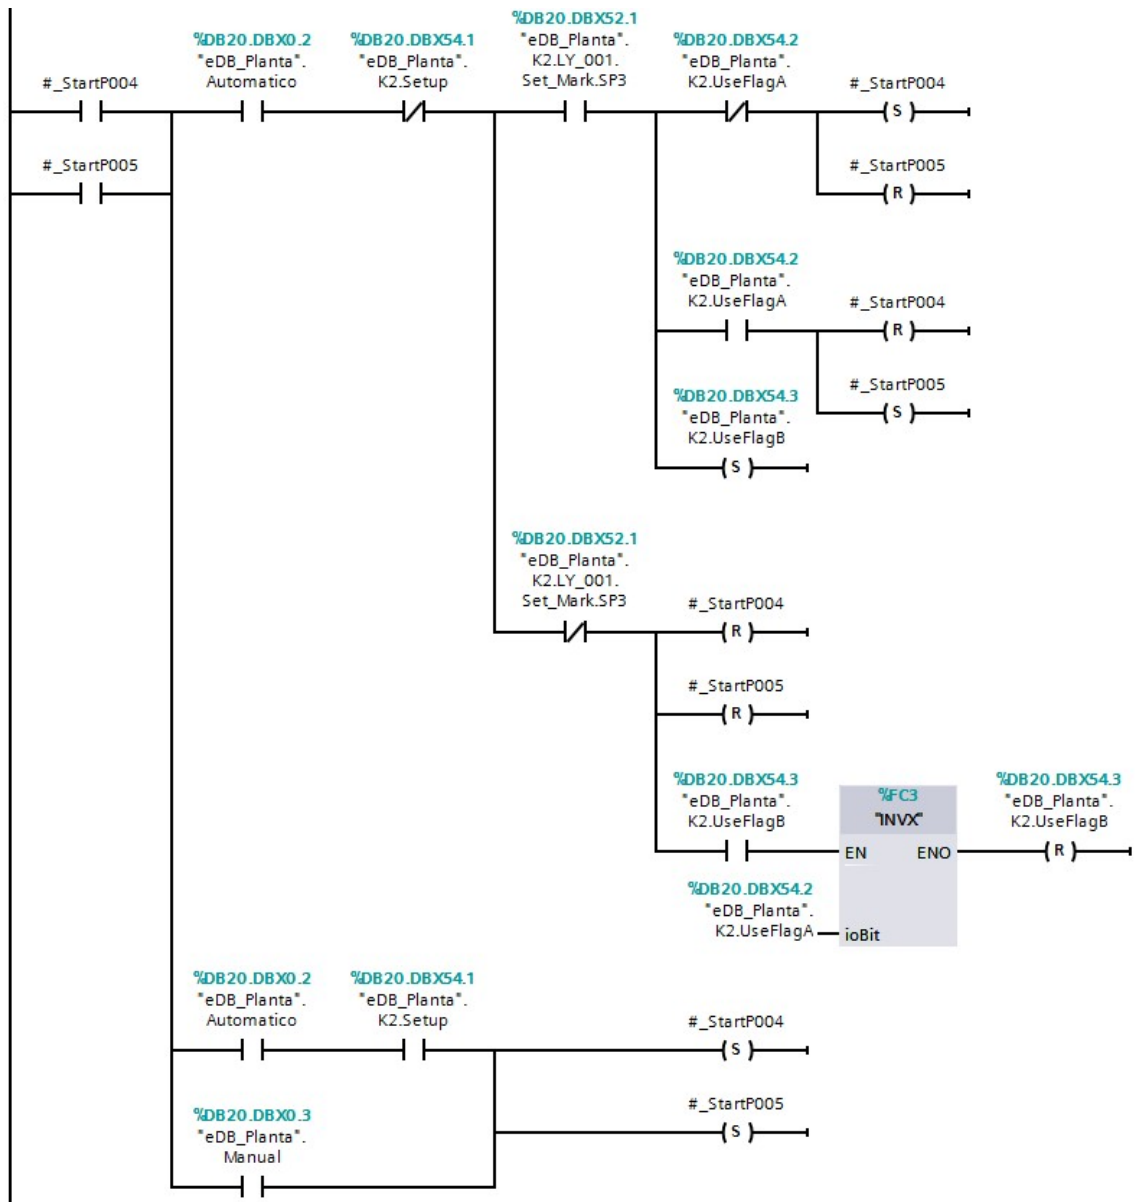 %DB20.DBX52.1
"eDB_Planta".
K2.LY_001.
Set_Mark.SP3
%DB20.DBX0.2
"eDB_Planta".
Automatico
%DB20.DBX54.1
"eDB_Planta".
K2.Setup
%DB20.DBX54.2
"eDB_Planta".
K2.UseFlagA
#_StartP004
#_StartP004
S
#_StartP005
#_StartP005
R
%DB20.DBX54.2
"eDB_Planta".
K2.UseFlagA
#_StartP004
R
#_StartP005
S
%DB20.DBX54.3
"eDB_Planta".
K2.UseFlagB
S
%DB20.DBX52.1
"eDB_Planta".
K2.LY_001.
Set_Mark.SP3
#_StartP004
R
#_StartP005
R
%DB20.DBX54.3
"eDB_Planta".
K2.UseFlagB
%FC3
"INVX"
EN ENO
%DB20.DBX54.3
"eDB_Planta".
K2.UseFlagB
R
%DB20.DBX54.2
"eDB_Planta".
K2.UseFlagA
ioBit
%DB20.DBX0.2
"eDB_Planta".
Automatico
%DB20.DBX54.1
"eDB_Planta".
K2.Setup
#_StartP004
S
#_StartP005
S
%DB20.DBX0.3
"eDB_Planta".
Manual